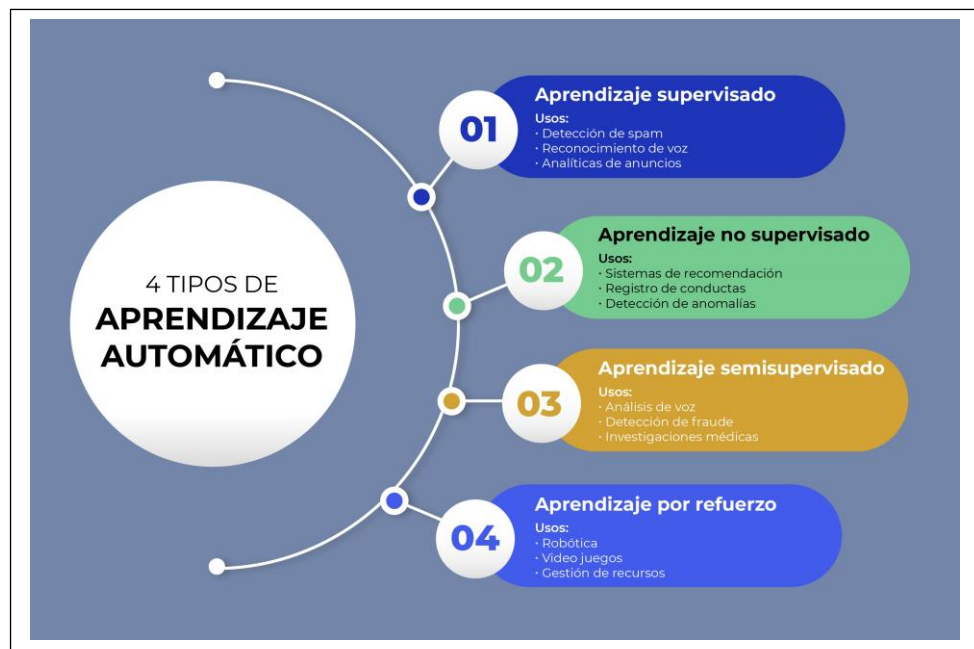 4 TIPOS DE
APRENDIZAJE
AUTOMÁTICO
01
Aprendizaje supervisado
Usos:
· Detección de spam
· Reconocimiento de voz
· Analíticas de anuncios
02
Aprendizaje no supervisado
Usos:
· Sistemas de recomendación
· Registro de conductas
· Detección de anomalías
03
Aprendizaje semisupervisado
Usos:
· Análisis de voz
· Detección de fraude
· Investigaciones médicas
04
Aprendizaje por refuerzo
Usos:
· Robótica
· Video juegos
· Gestión de recursos